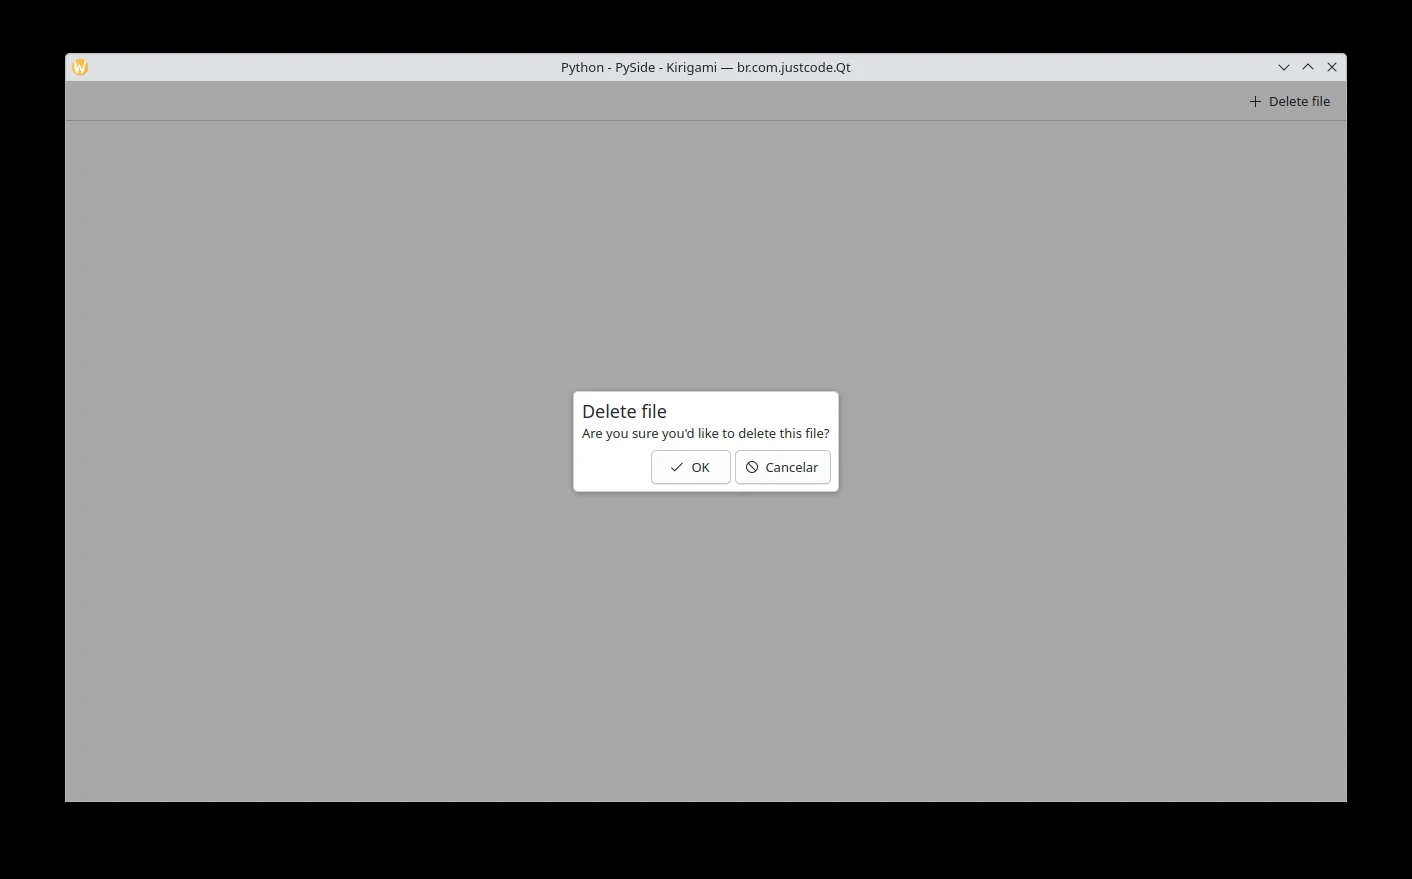 Python - PySide - Kirigami — br.com.justcode.Qt
Delete file
Delete file
Are you sure you'd like to delete this file?
OK
Cancelar